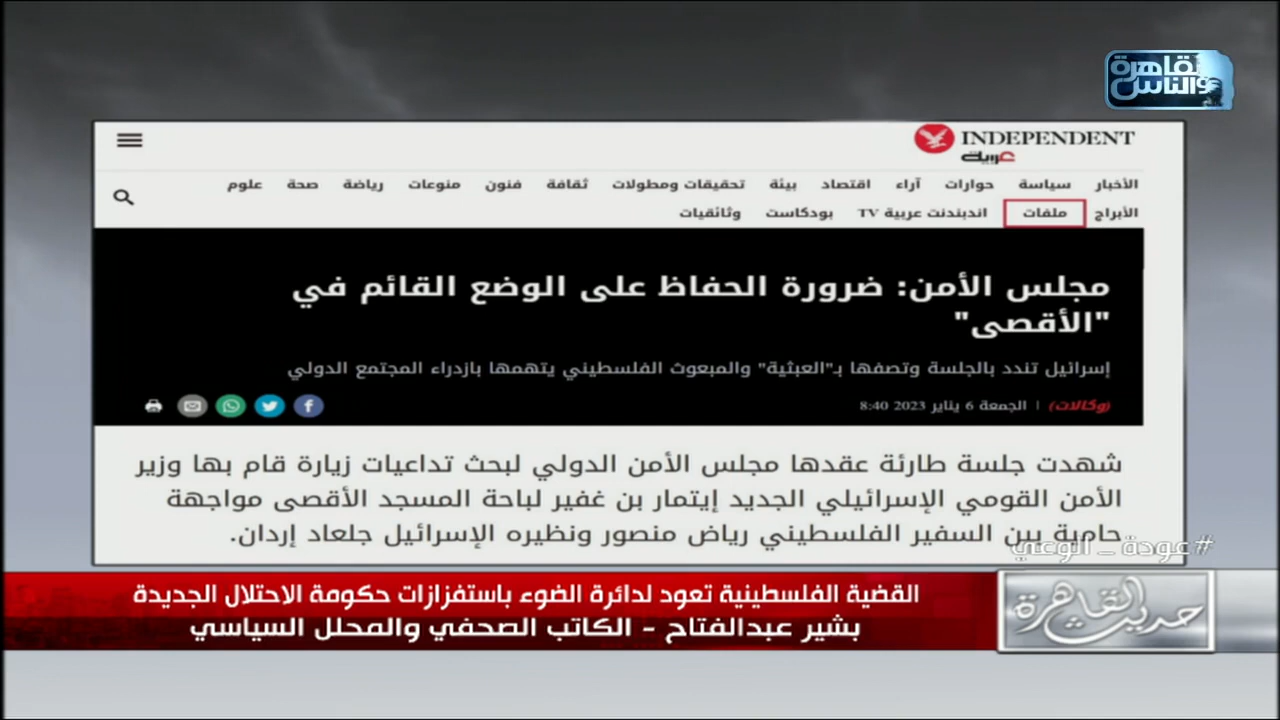 القاهرة
والناس
INDEPENDENT
عربية
الأخبار سياسة حوارات آراء اقتصاد بيئة تحقيقات ومطولات ثقافة فنون منوعات رياضة صحة علوم
الأبراج ملفات اندبندنت عربية TV بودكاست وثائقيات
مجلس الأمن: ضرورة الحفاظ على الوضع القائم في
"الأقصى"
إسرائيل تندد بالجلسة وتصفها بـ"العبثية" والمبعوث الفلسطيني يتهمها بازدراء المجتمع الدولي
(وكالات) | الجمعة 6 يناير 2023 8:40
شهدت جلسة طارئة عقدها مجلس الأمن الدولي لبحث تداعيات زيارة قام بها وزير
الأمن القومي الإسرائيلي الجديد إيتمار بن غفير لباحة المسجد الأقصى مواجهة
حامية بين السفير الفلسطيني رياض منصور ونظيره الإسرائيل جلعاد إردان.
#عودة_الوعي
القضية الفلسطينية تعود لدائرة الضوء باستفزازات حكومة الاحتلال الجديدة
بشير عبدالفتاح - الكاتب الصحفي والمحلل السياسي
حديث القاهرة